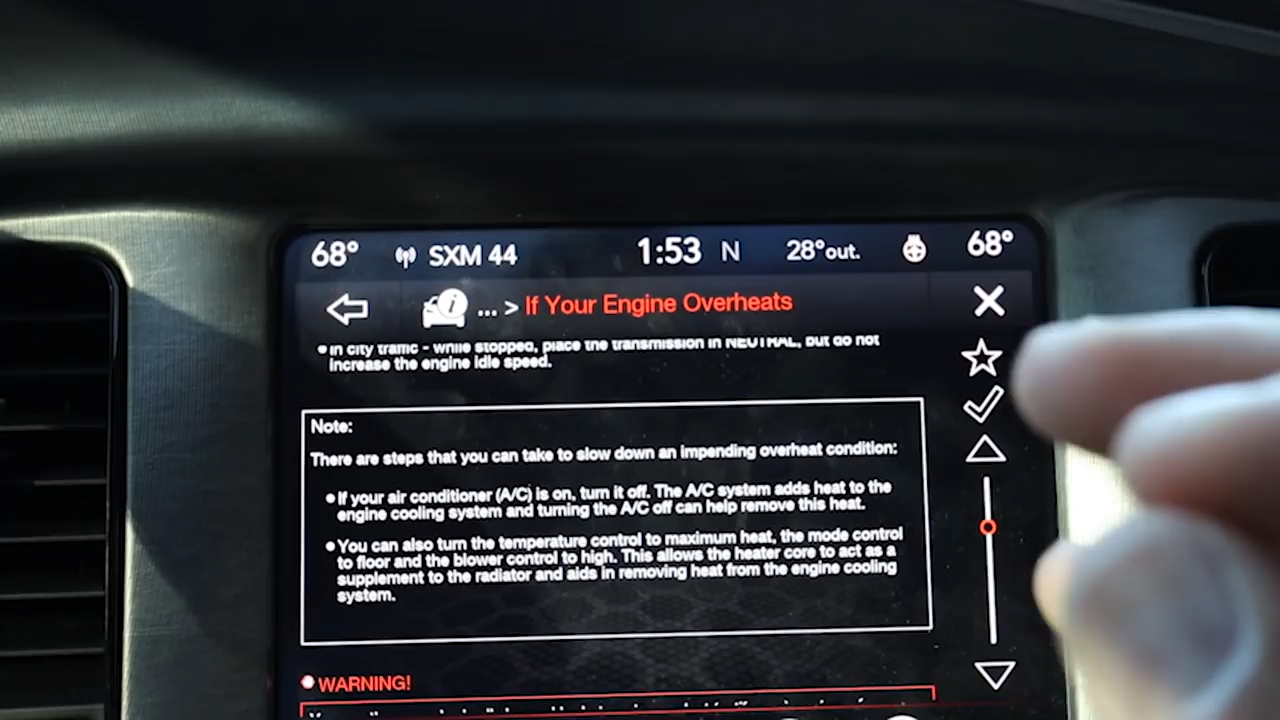 68° SXM 44 1:53 N 28°out. 68°
... > If Your Engine Overheats
• In city traffic - while stopped, place the transmission in NEUTRAL, but do not
increase the engine idle speed.
Note:
There are steps that you can take to slow down an impending overheat condition:
• If your air conditioner (A/C) is on, turn it off. The A/C system adds heat to the
engine cooling system and turning the A/C off can help remove this heat.
• You can also turn the temperature control to maximum heat, the mode control
to floor and the blower control to high. This allows the heater core to act as a
supplement to the radiator and aids in removing heat from the engine cooling
system.
WARNING!